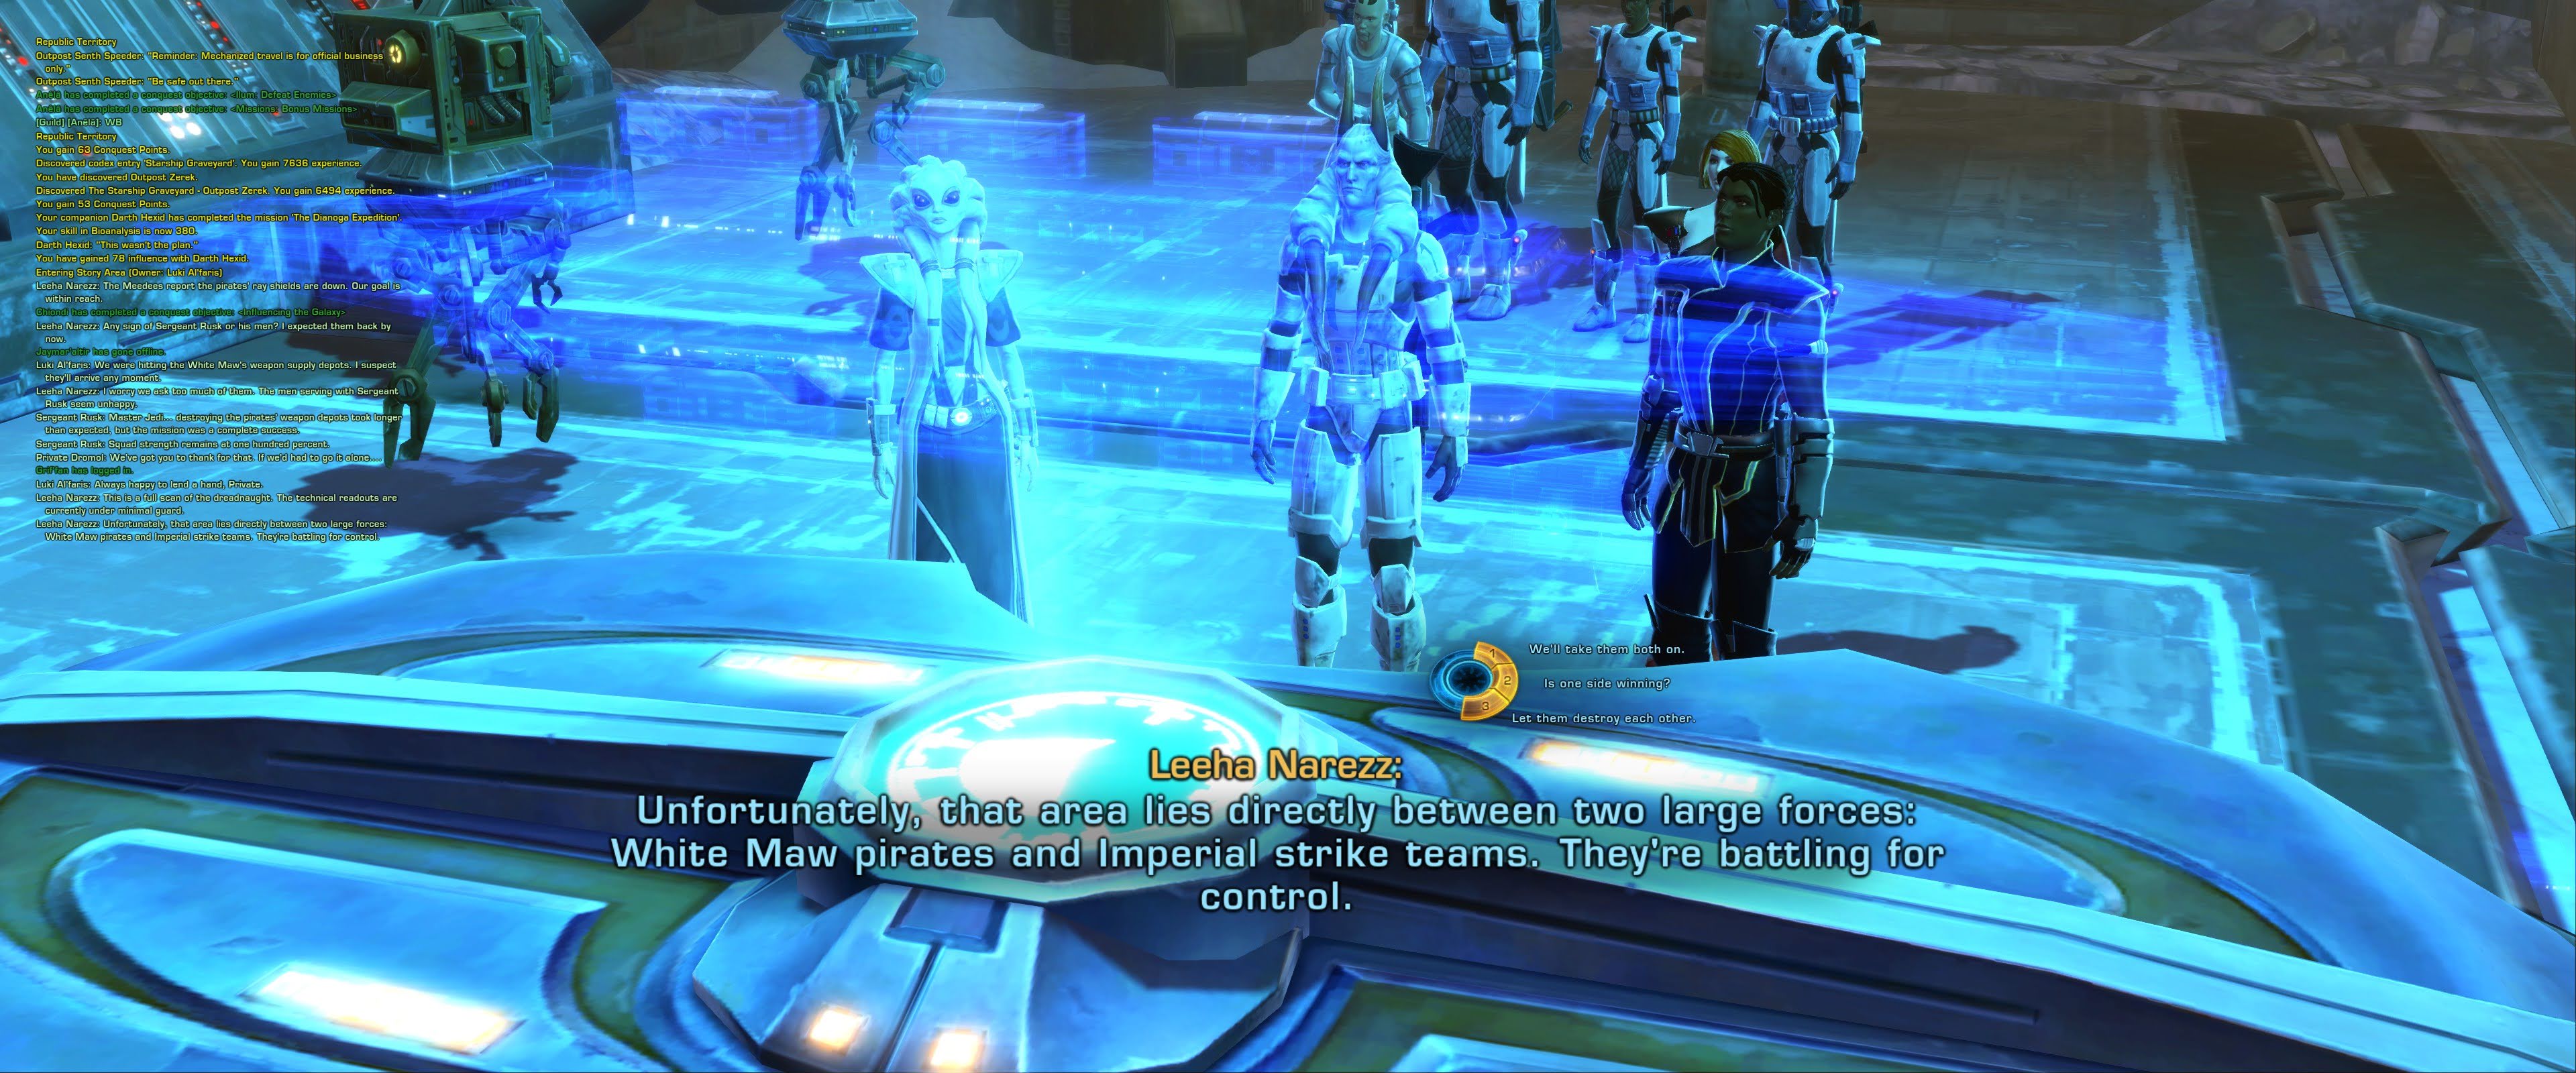 Republic Territory
Outpost Senth Speeder: "Reminder: Mechanized travel is for official business
only."
Outpost Senth Speeder: "Be safe out there."
Anélà has completed a conquest objective: <Ilum: Defeat Enemies>
Anélà has completed a conquest objective: <Missions: Bonus Missions>
[Guild] [Anélà]: WB
Republic Territory
You gain 63 Conquest Points.
Discovered codex entry 'Starship Graveyard'. You gain 7636 experience.
You have discovered Outpost Zerek.
Discovered The Starship Graveyard - Outpost Zerek. You gain 6494 experience.
You gain 53 Conquest Points.
Your companion Darth Hexid has completed the mission 'The Dianoga Expedition'.
Your skill in Bioanalysis is now 380.
Darth Hexid: "This wasn't the plan."
You have gained 78 influence with Darth Hexid.
Entering Story Area (Owner: Luki Al'faris)
Leeha Narezz: The Meedees report the pirates' ray shields are down. Our goal is
within reach.
Chiondi has completed a conquest objective: <Influencing the Galaxy>
Leeha Narezz: Any sign of Sergeant Rusk or his men? I expected them back by
now.
has gone offline.
Luki Al'faris: We were hitting the White Maw's weapon supply depots. I suspect
they'll arrive any moment.
Leeha Narezz: I worry we ask too much of them. The men serving with Sergeant
Rusk seem unhappy.
Sergeant Rusk: Master Jedi... destroying the pirates' weapon depots took longer
than expected, but the mission was a complete success.
Sergeant Rusk: Squad strength remains at one hundred percent.
Private Dromol: We've got you to thank for that. If we'd had to go it alone....
has logged in.
Luki Al'faris: Always happy to lend a hand, Private.
Leeha Narezz: This is a full scan of the dreadnaught. The technical readouts are
currently under minimal guard.
Leeha Narezz: Unfortunately, that area lies directly between two large forces:
White Maw pirates and Imperial strike teams. They're battling for control.
1 We'll take them both on.
2 Is one side winning?
3 Let them destroy each other.
Leeha Narezz:
Unfortunately, that area lies directly between two large forces:
White Maw pirates and Imperial strike teams. They're battling for
control.